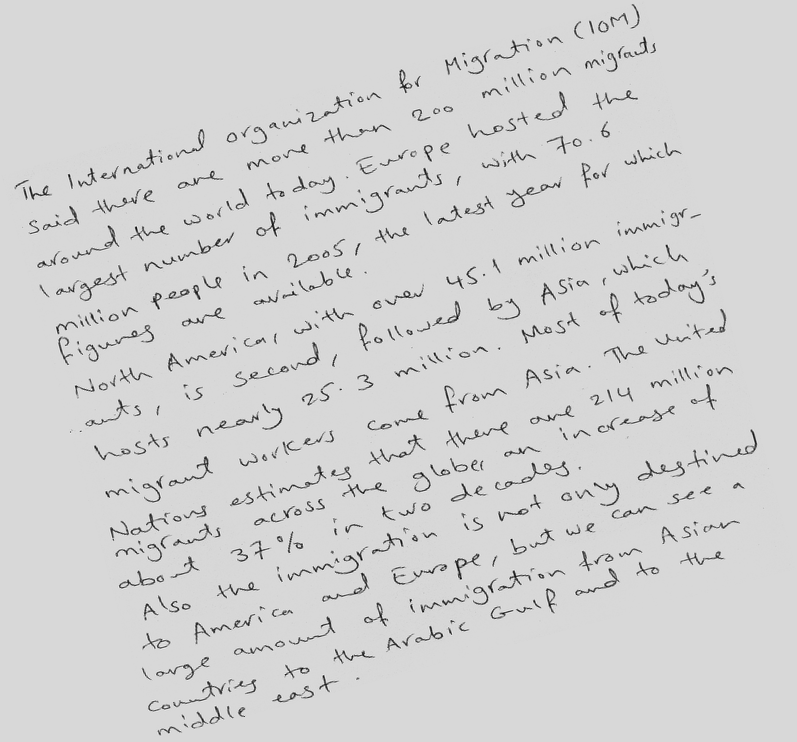 The International organization for Migration (IOM)
said there are more than 200 million migrants
around the world today. Europe hosted the
largest number of immigrants, with 70.6
million people in 2005, the latest year for which
figures are available.
North America, with over 45.1 million immigr-
ants, is second, followed by Asia, which
hosts nearly 25.3 million. Most of today's
migrant workers come from Asia. The United
Nations estimates that there are 214 million
migrants across the globe, an increase of
about 37% in two decades.
Also the immigration is not only destined
to America and Europe, but we can see a
large amount of immigration from Asian
countries to the Arabic Gulf and to the
middle east.